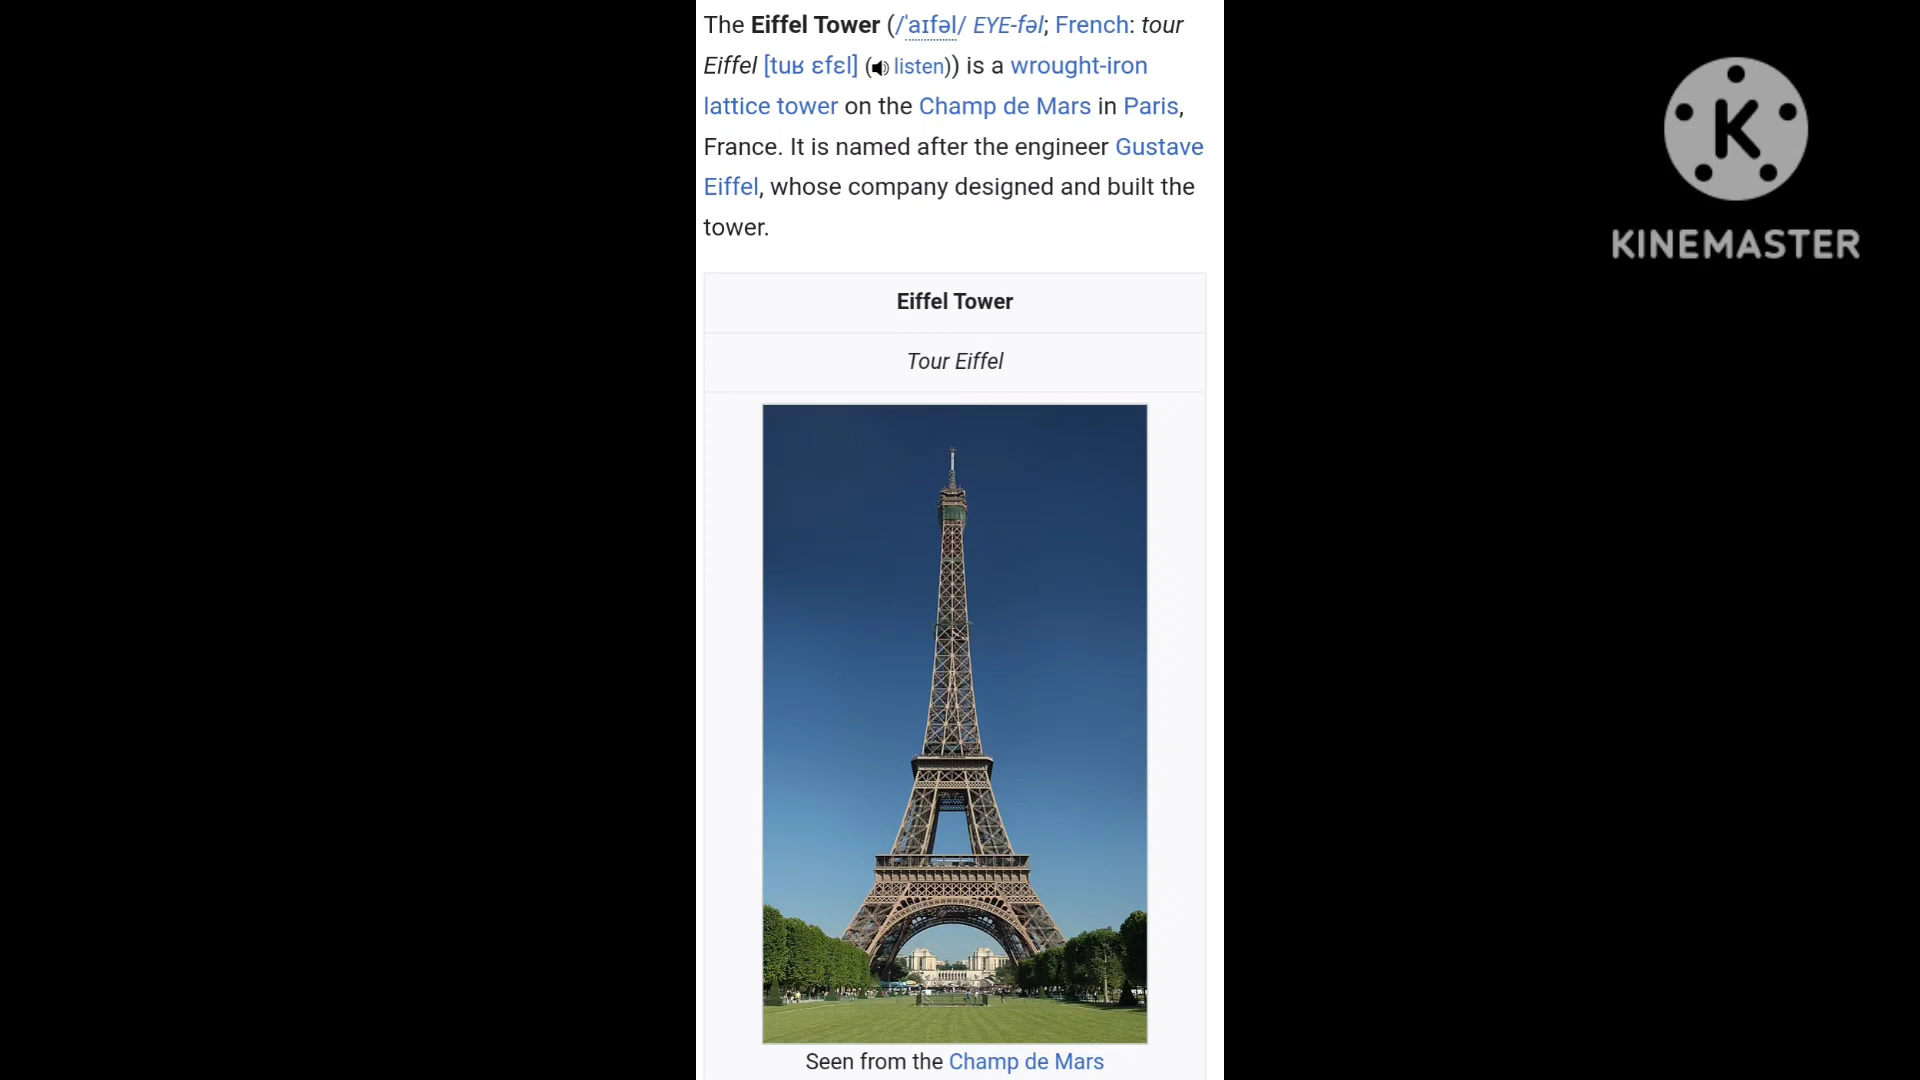 The Eiffel Tower (/ˈaɪfəl/ EYE-fəl; French: tour
Eiffel [tuʁ ɛfɛl] (listen)) is a wrought-iron
lattice tower on the Champ de Mars in Paris,
France. It is named after the engineer Gustave
Eiffel, whose company designed and built the
tower.
Eiffel Tower
Tour Eiffel
Seen from the Champ de Mars
K
KINEMASTER